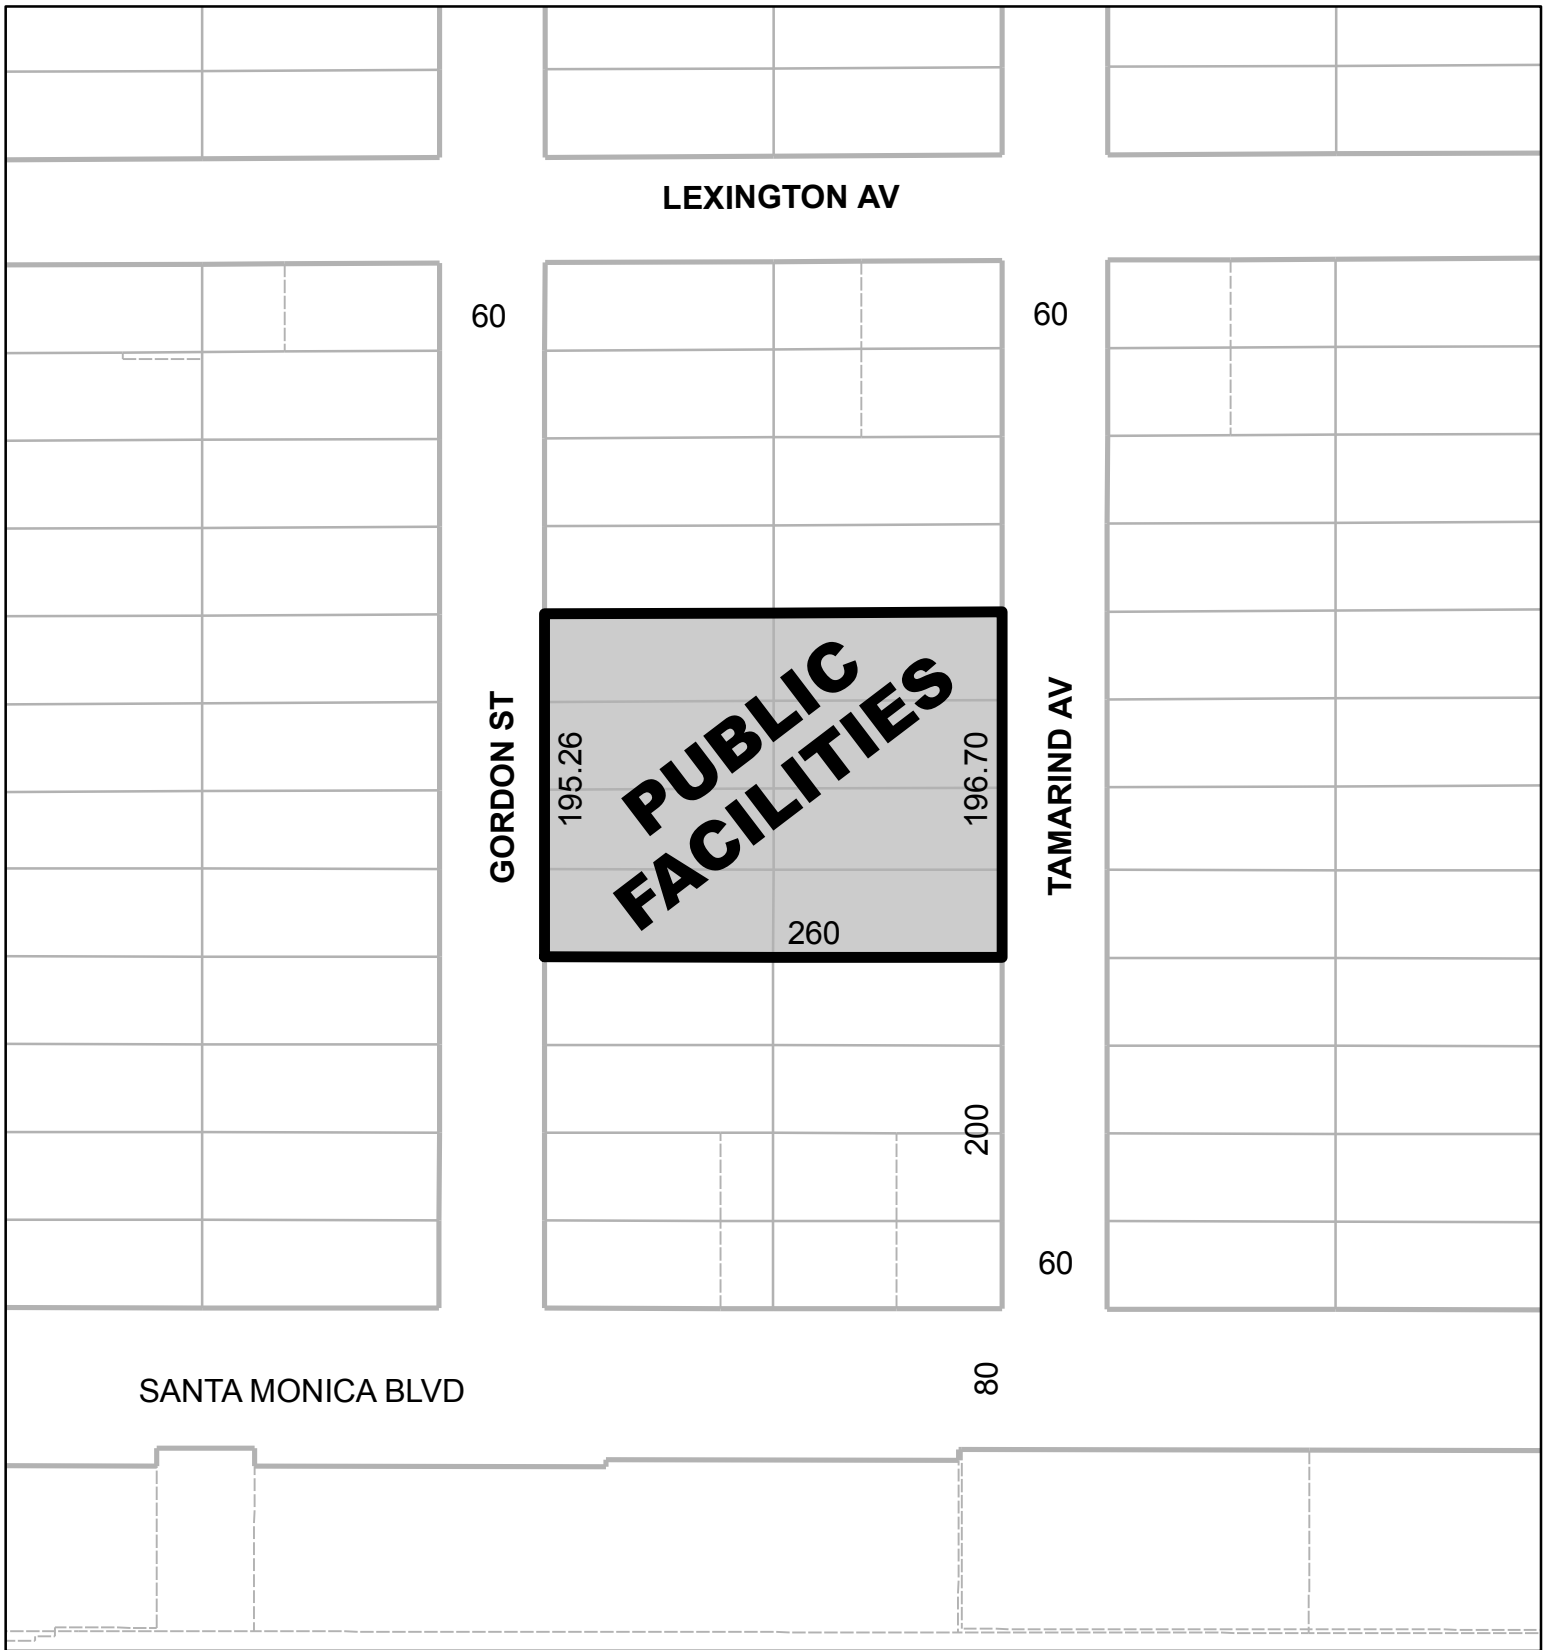 LEXINGTON AV
60
60
GORDON ST
195.26
PUBLIC
FACILITIES
196.70
TAMARIND AV
260
200
60
SANTA MONICA BLVD
80